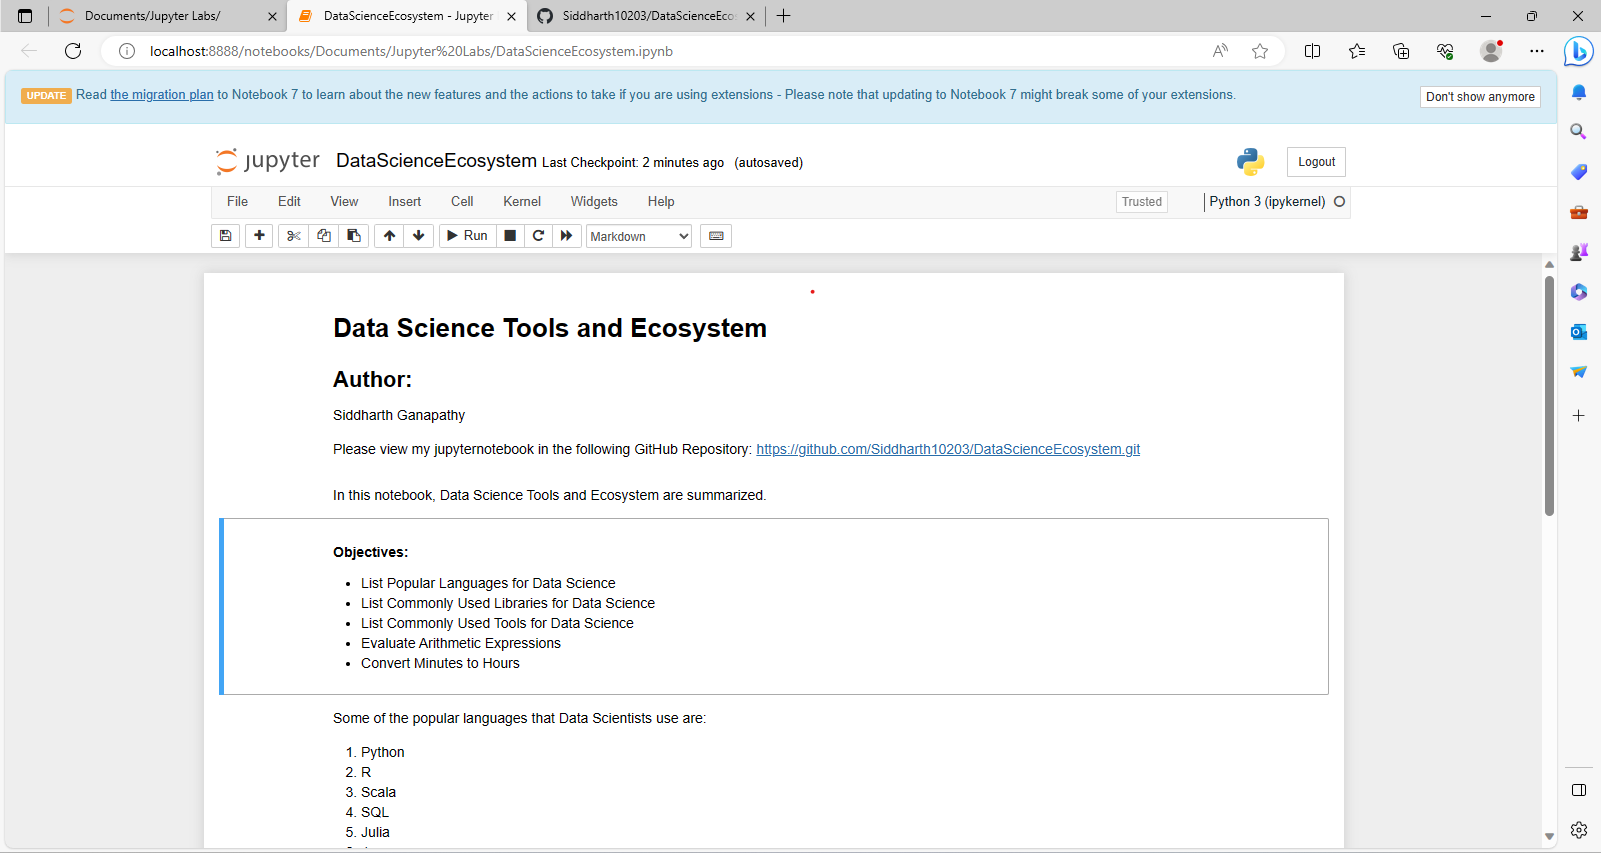 Documents/Jupyter Labs/
DataScienceEcosystem - Jupyter
Siddharth10203/DataScienceEcos
localhost:8888/notebooks/Documents/Jupyter%20Labs/DataScienceEcosystem.ipynb
UPDATE Read the migration plan to Notebook 7 to learn about the new features and the actions to take if you are using extensions - Please note that updating to Notebook 7 might break some of your extensions.
Don't show anymore
jupyter DataScienceEcosystem Last Checkpoint: 2 minutes ago (autosaved)
Logout
File Edit View Insert Cell Kernel Widgets Help
Trusted
Python 3 (ipykernel)
Run
Markdown
Data Science Tools and Ecosystem
Author:
Siddharth Ganapathy
Please view my jupyternotebook in the following GitHub Repository: https://github.com/Siddharth10203/DataScienceEcosystem.git
In this notebook, Data Science Tools and Ecosystem are summarized.
Objectives:
• List Popular Languages for Data Science
• List Commonly Used Libraries for Data Science
• List Commonly Used Tools for Data Science
• Evaluate Arithmetic Expressions
• Convert Minutes to Hours
Some of the popular languages that Data Scientists use are:
1. Python
2. R
3. Scala
4. SQL
5. Julia